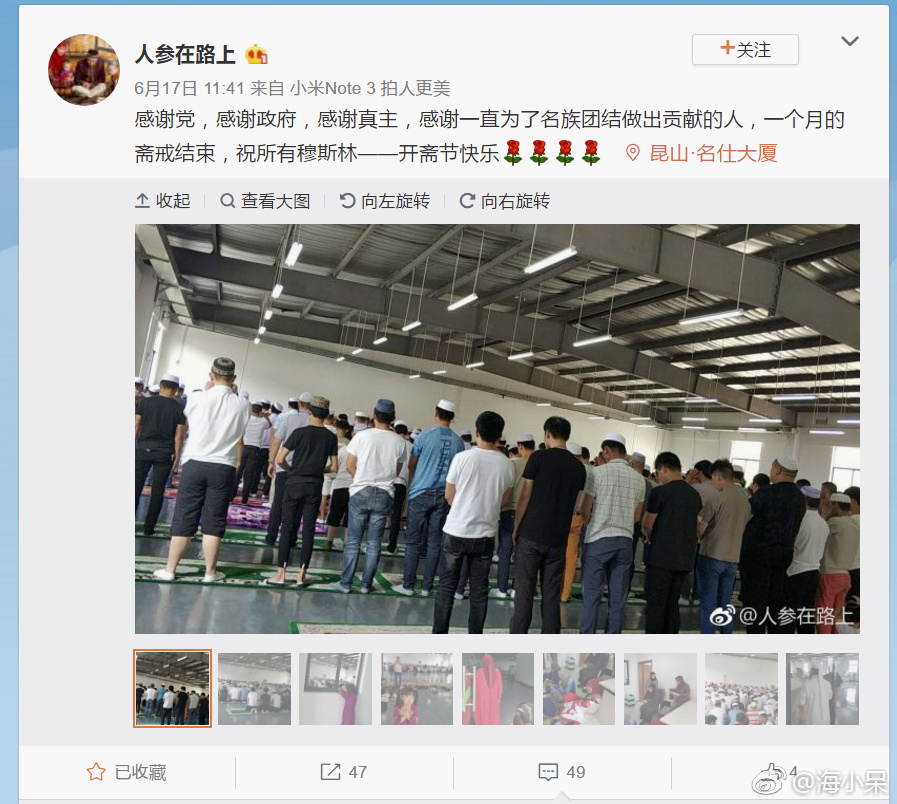 人参在路上
+关注
6月17日 11:41 来自 小米Note 3 拍人更美
感谢党，感谢政府，感谢真主，感谢一直为了名族团结做出贡献的人，一个月的
斋戒结束，祝所有穆斯林——开斋节快乐🌹🌹🌹🌹 昆山·名仕大厦
收起 查看大图 向左旋转 向右旋转
@人参在路上
已收藏 47 49 4
@海小呆